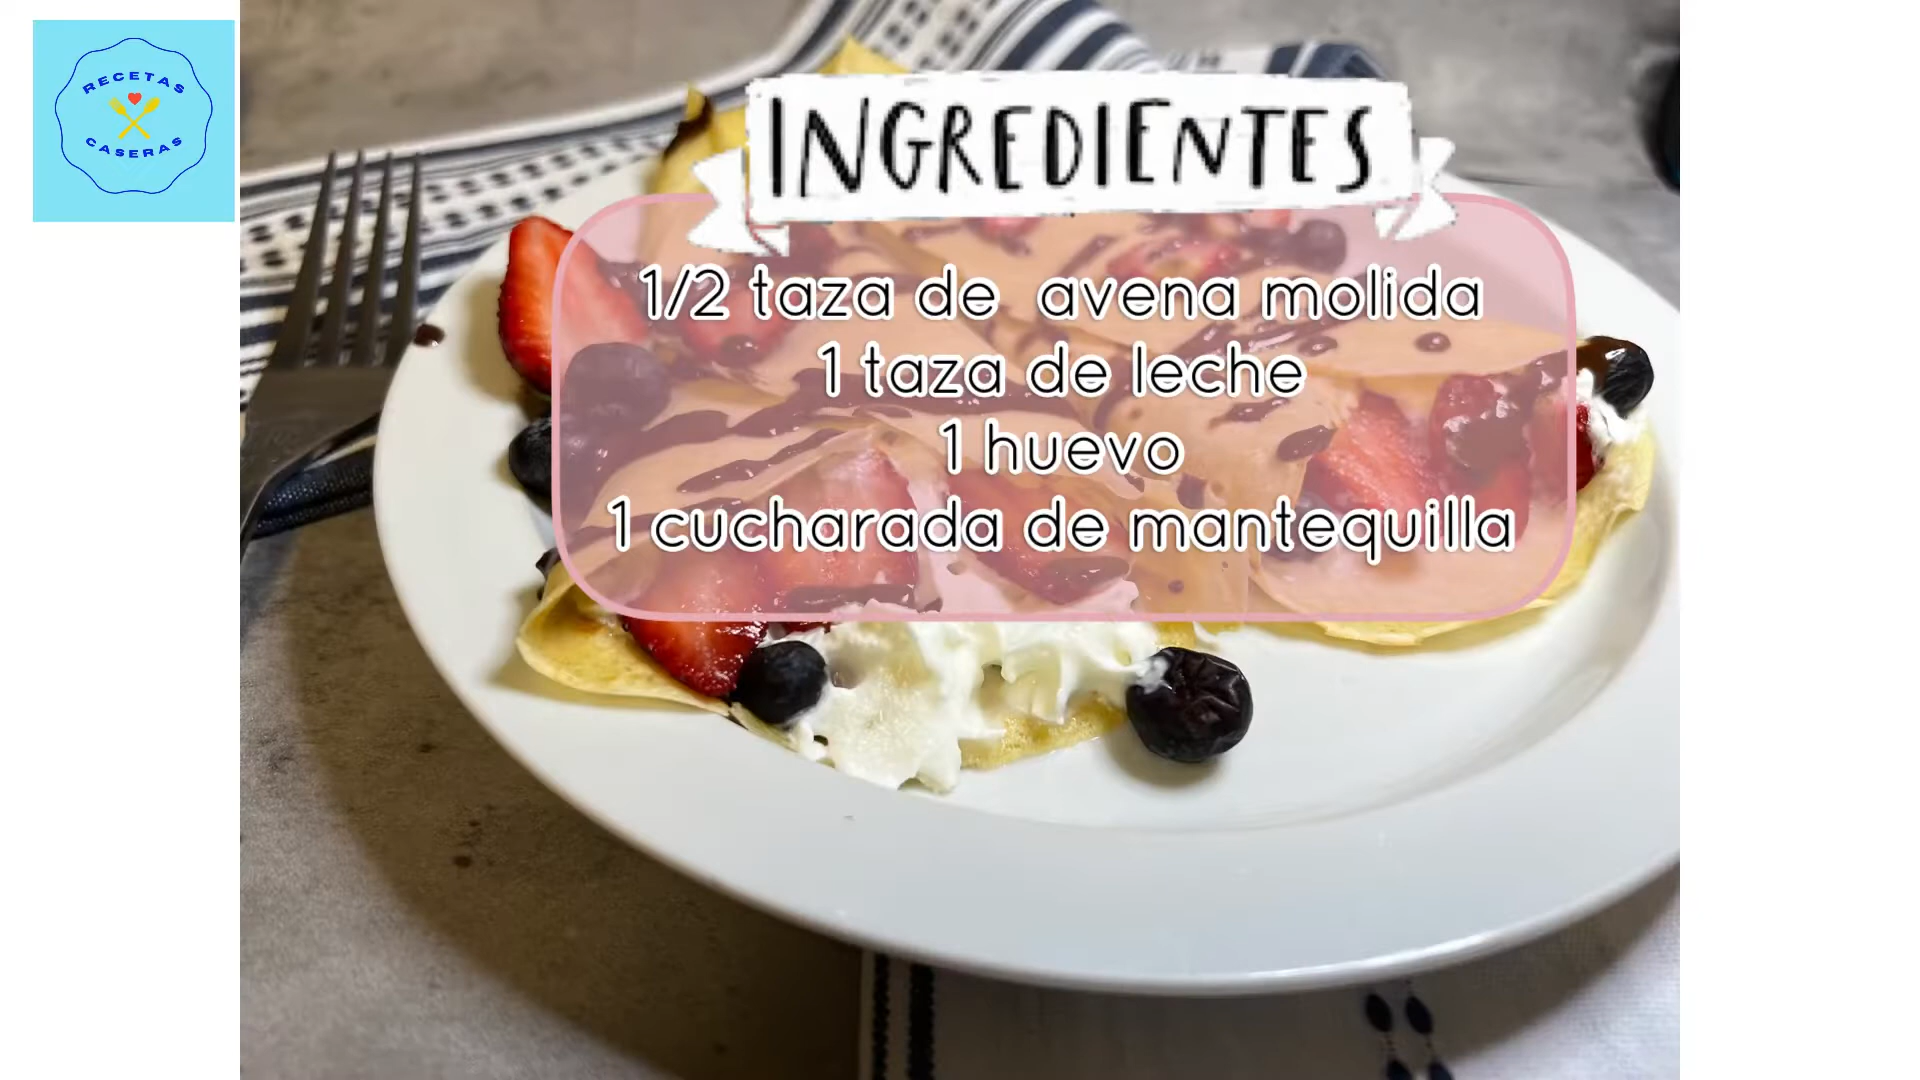 RECETAS
CASERAS
INGREDIENTES
1/2 taza de avena molida
1 taza de leche
1 huevo
1 cucharada de mantequilla